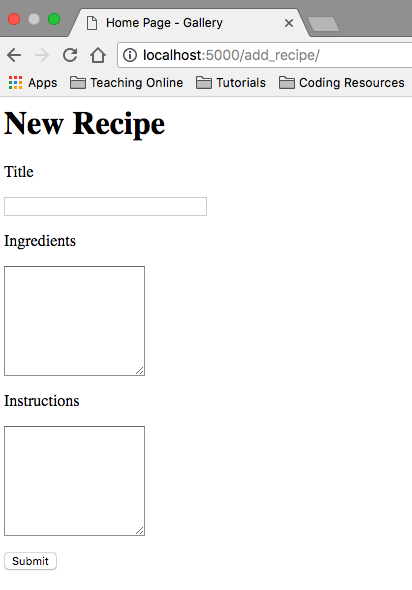 Home Page - Gallery
localhost:5000/add_recipe/
Apps Teaching Online Tutorials Coding Resources
New Recipe
Title
Ingredients
Instructions
Submit